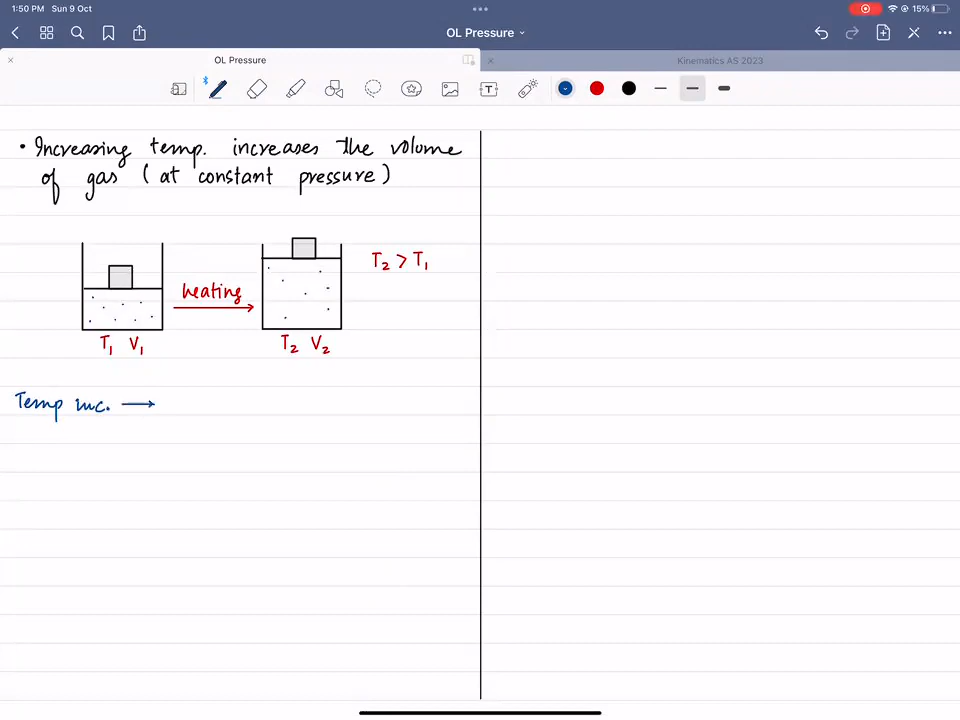 1:50 PM Sun 9 Oct
15%
OL Pressure
OL Pressure
Kinematics AS 2023
• Increasing temp. increases the volume
of gas (at constant pressure)
T₂ > T₁
heating
T₁ V₁
T₂ V₂
Temp inc. →